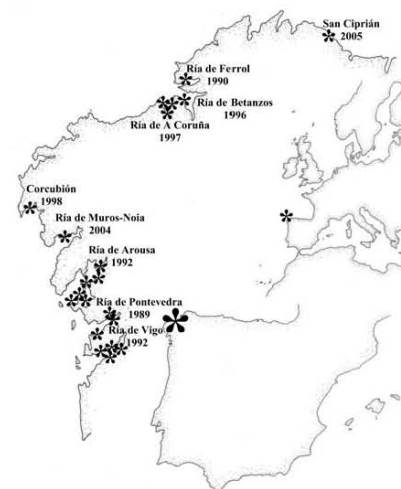 San Ciprián
2005
Ría de Ferrol
1990
Ría de Betanzos
1996
Ría de A Coruña
1997
Corcubión
1998
Ría de Muros-Noia
2004
Ría de Arousa
1992
Ría de Pontevedra
1989
Ría de Vigo
1992